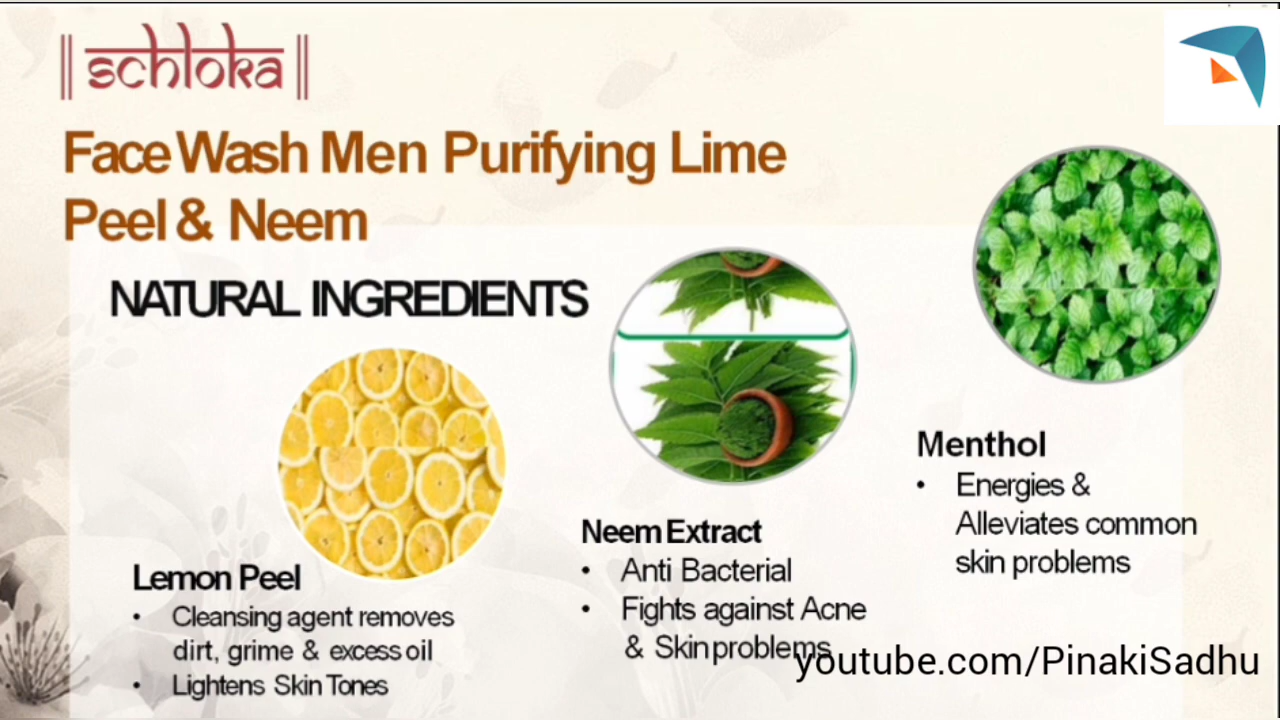 || schloka ||
Face Wash Men Purifying Lime
Peel & Neem
NATURAL INGREDIENTS
Lemon Peel
• Cleansing agent removes
dirt, grime & excess oil
• Lightens Skin Tones
Neem Extract
• Anti Bacterial
• Fights against Acne
& Skin problems
Menthol
• Energies &
Alleviates common
skin problems
youtube.com/PinakiSadhu